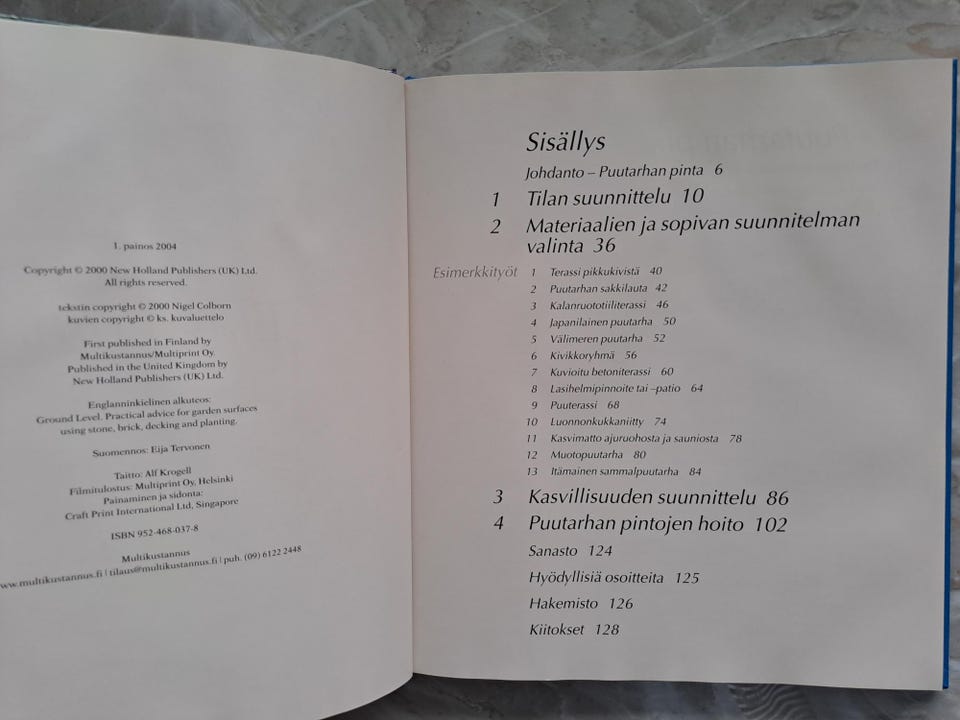 1. painos 2004
Copyright © 2000 New Holland Publishers (UK) Ltd.
All rights reserved.
tekstin copyright © 2000 Nigel Colborn
kuvien copyright © ks. kuvaluettelo
First published in Finland by
Multikustannus/Multiprint Oy.
Published in the United Kingdom by
New Holland Publishers (UK) Ltd.
Englanninkielinen alkuteos:
Ground Level. Practical advice for garden surfaces
using stone, brick, decking and planting.
Suomennos: Eija Tervonen
Taitto: Alf Krogell
Filmitulostus: Multiprint Oy, Helsinki
Painaminen ja sidonta:
Craft Print International Ltd, Singapore
ISBN 952-468-037-8
Multikustannus
www.multikustannus.fi | tilaus@multikustannus.fi | puh. (09) 6122 2448
Sisällys
Johdanto – Puutarhan pinta 6
1 Tilan suunnittelu 10
2 Materiaalien ja sopivan suunnitelman
valinta 36
Esimerkkityöt 1 Terassi pikkukivistä 40
2 Puutarhan sakkilauta 42
3 Kalanruototiiliterassi 46
4 Japanilainen puutarha 50
5 Välimeren puutarha 52
6 Kivikkoryhmä 56
7 Kuvioitu betoniterassi 60
8 Lasihelmipinnoite tai –patio 64
9 Puuterassi 68
10 Luonnonkukkaniitty 74
11 Kasvimatto ajuruohosta ja sauniosta 78
12 Muotopuutarha 80
13 Itämainen sammalpuutarha 84
3 Kasvillisuuden suunnittelu 86
4 Puutarhan pintojen hoito 102
Sanasto 124
Hyödyllisiä osoitteita 125
Hakemisto 126
Kiitokset 128